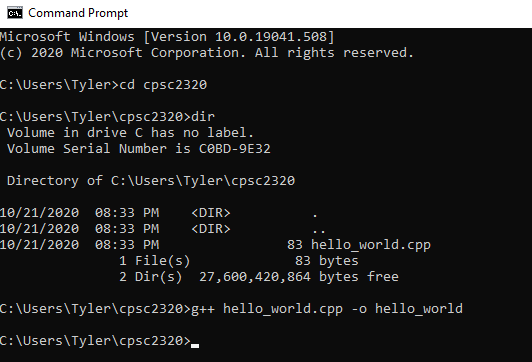 Command Prompt
Microsoft Windows [Version 10.0.19041.508]
(c) 2020 Microsoft Corporation. All rights reserved.
C:\Users\Tyler>cd cpsc2320
C:\Users\Tyler\cpsc2320>dir
 Volume in drive C has no label.
 Volume Serial Number is C0BD-9E32
 Directory of C:\Users\Tyler\cpsc2320
10/21/2020  08:33 PM    <DIR>          .
10/21/2020  08:33 PM    <DIR>          ..
10/21/2020  08:33 PM                83 hello_world.cpp
               1 File(s)             83 bytes
               2 Dir(s)  27,600,420,864 bytes free
C:\Users\Tyler\cpsc2320>g++ hello_world.cpp -o hello_world
C:\Users\Tyler\cpsc2320>